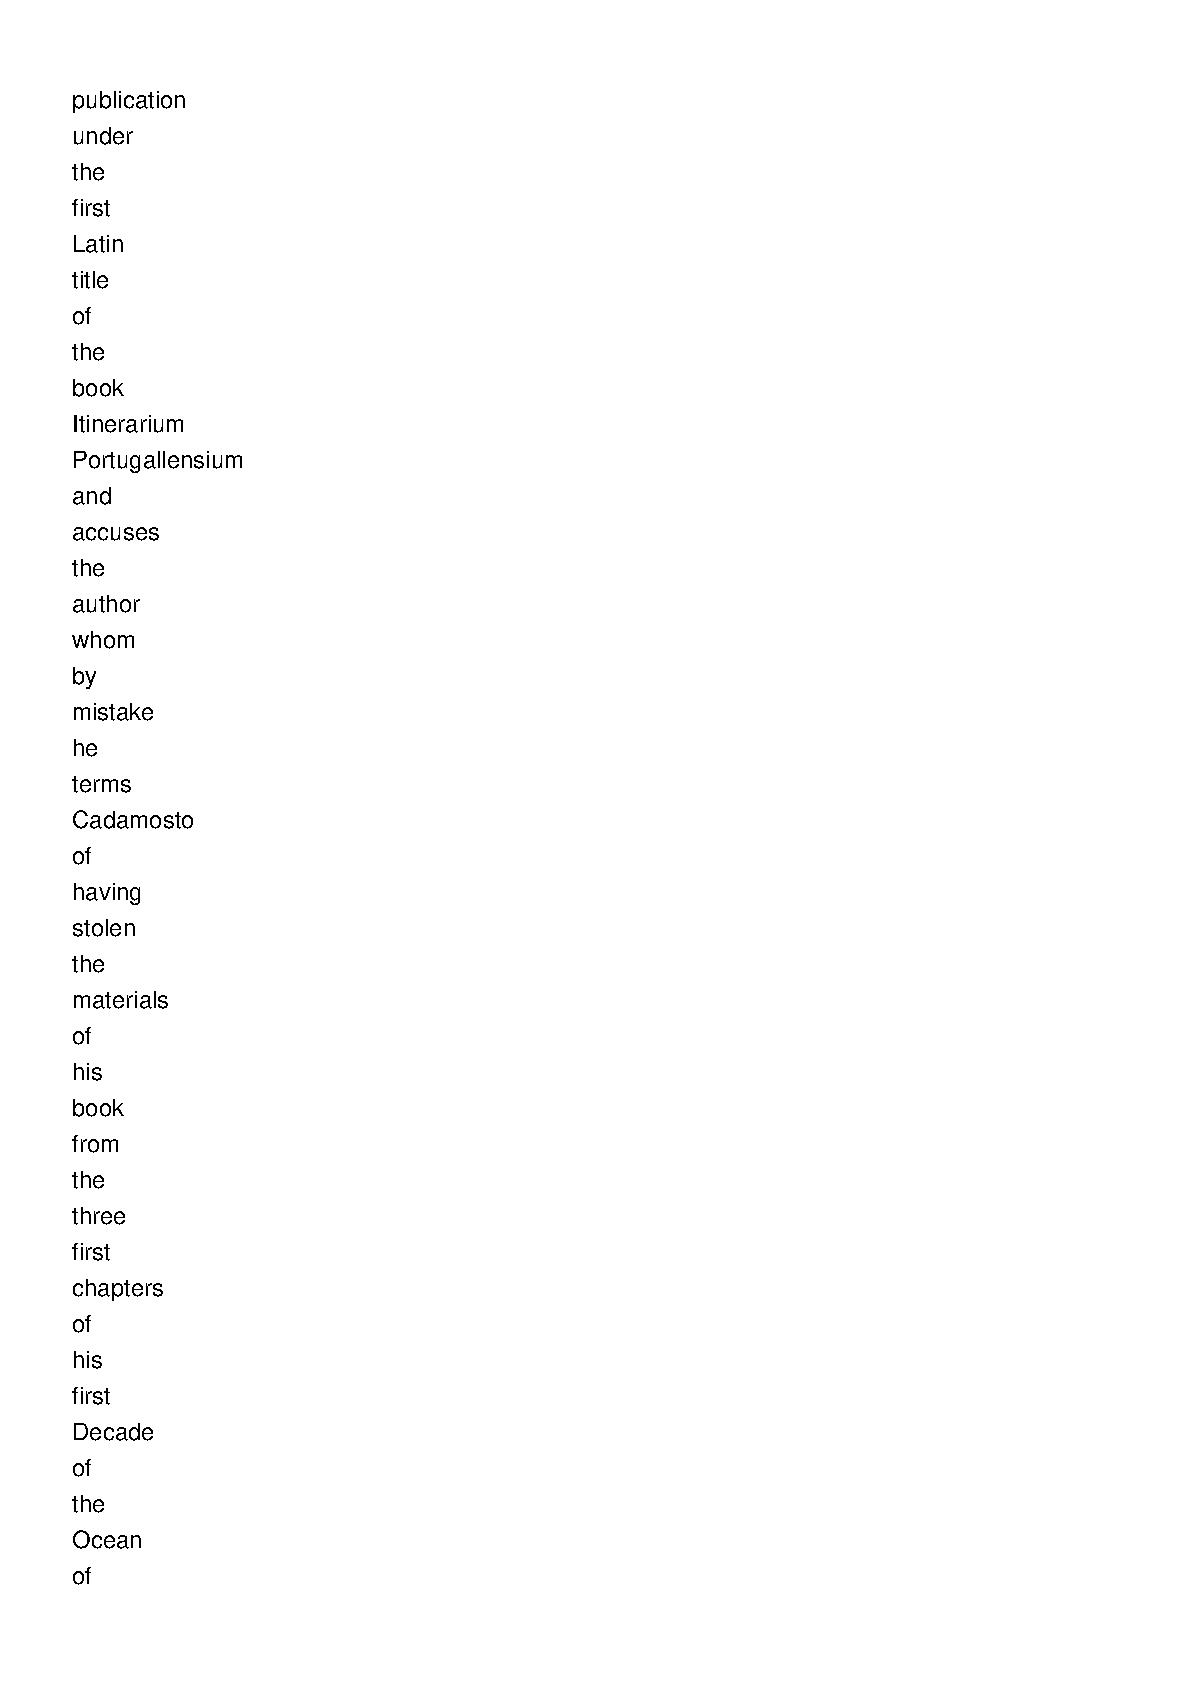 publication
under
the
first
Latin
title
of
the
book
Itinerarium
Portugallensium
and
accuses
the
author
whom
by
mistake
he
terms
Cadamosto
of
having
stolen
the
materials
of
his
book
from
the
three
first
chapters
of
his
first
Decade
of
the
Ocean
of